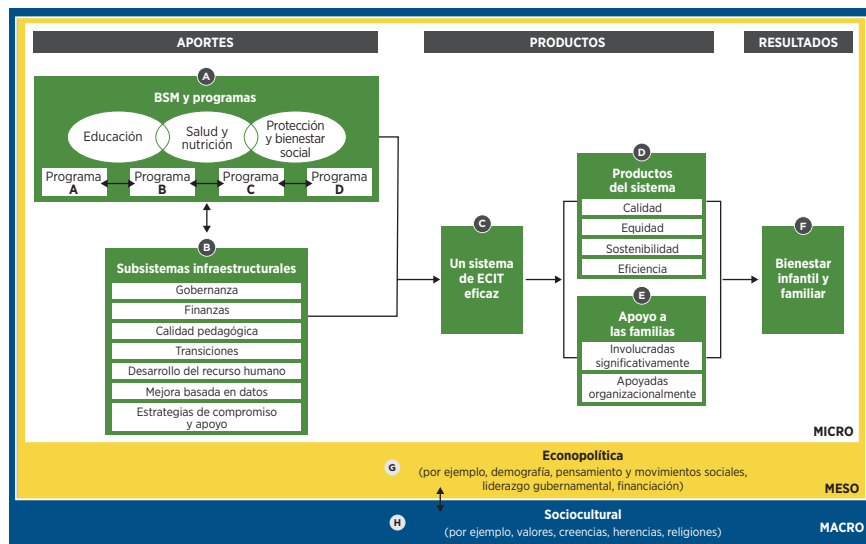 APORTES
PRODUCTOS
RESULTADOS
A
BSM y programas
Educación
Salud y
nutrición
Protección
y bienestar
social
Programa
A
Programa
B
Programa
C
Programa
D
B
Subsistemas infraestructurales
Gobernanza
Finanzas
Calidad pedagógica
Transiciones
Desarrollo del recurso humano
Mejora basada en datos
Estrategias de compromiso
y apoyo
C
Un sistema
de ECIT
eficaz
D
Productos
del sistema
Calidad
Equidad
Sostenibilidad
Eficiencia
E
Apoyo a
las familias
Involucradas
significativamente
Apoyadas
organizacionalmente
F
Bienestar
infantil y
familiar
MICRO
G
Econopolítica
(por ejemplo, demografía, pensamiento y movimientos sociales,
liderazgo gubernamental, financiación)
MESO
H
Sociocultural
(por ejemplo, valores, creencias, herencias, religiones)
MACRO